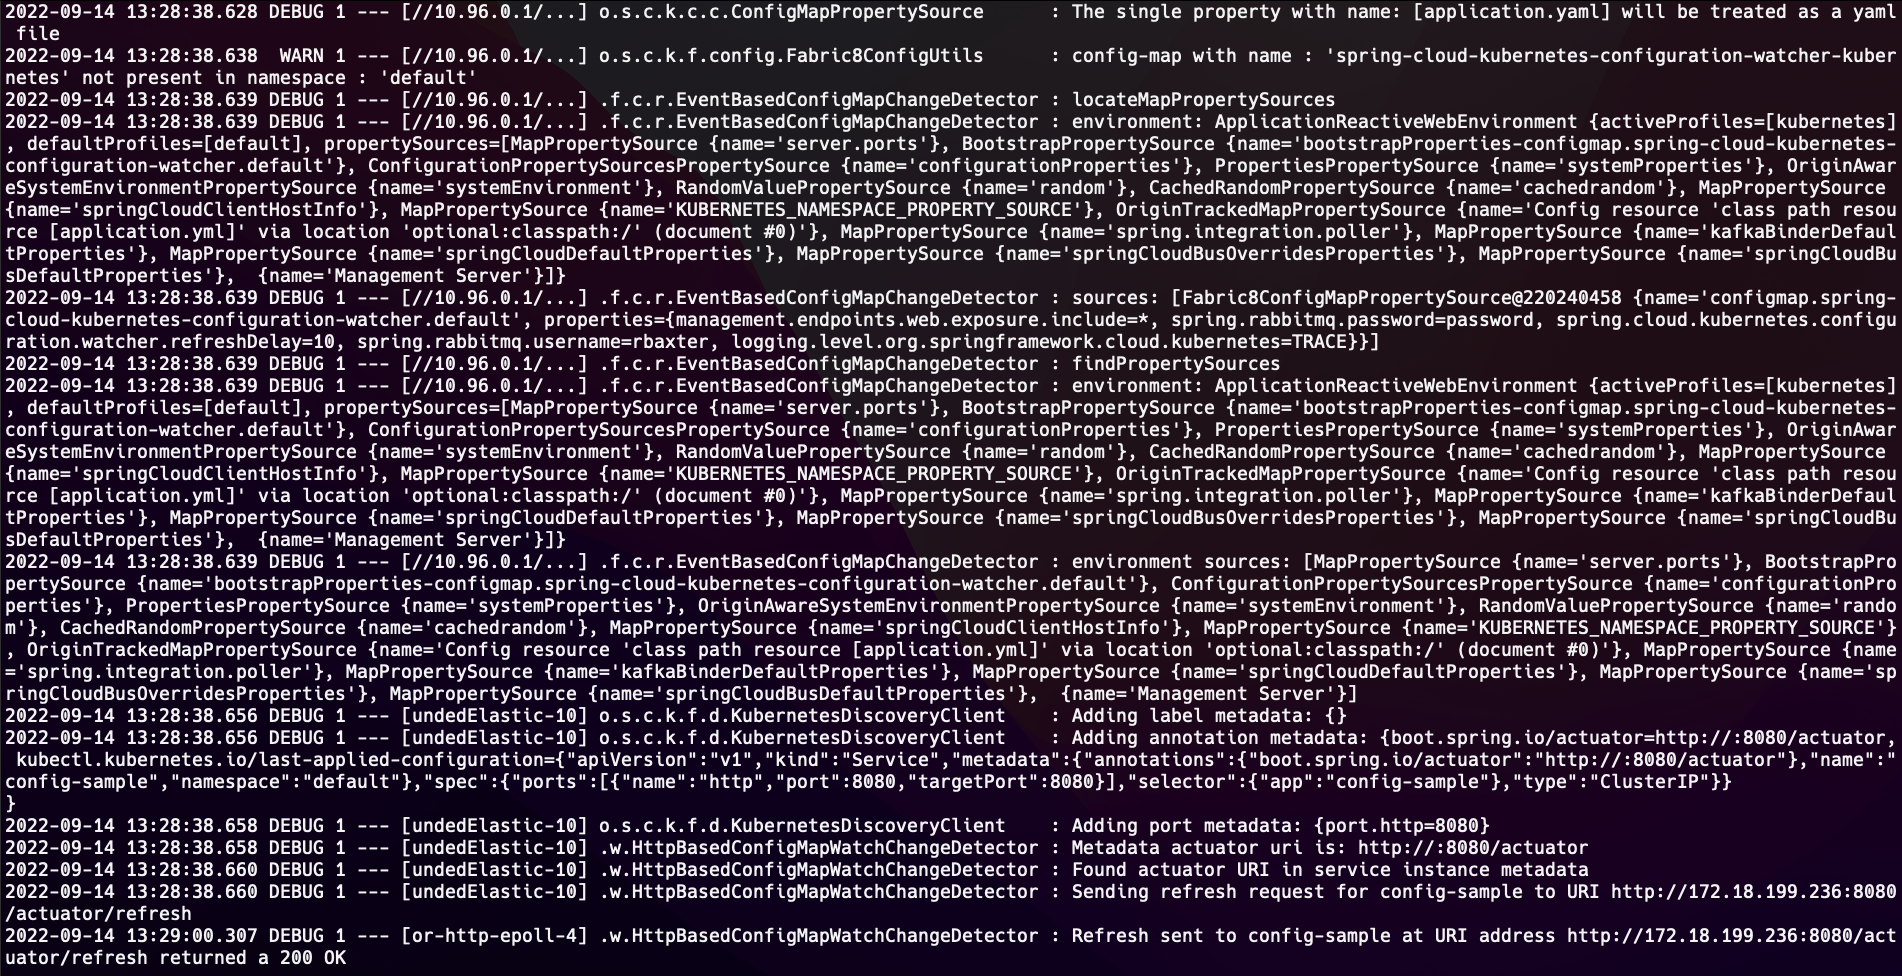 2022-09-14 13:28:38.628 DEBUG 1 --- [//10.96.0.1/...] o.s.c.k.c.c.ConfigMapPropertySource      : The single property with name: [application.yaml] will be treated as a yaml
 file
2022-09-14 13:28:38.638  WARN 1 --- [//10.96.0.1/...] o.s.c.k.f.config.Fabric8ConfigUtils      : config-map with name : 'spring-cloud-kubernetes-configuration-watcher-kuber
netes' not present in namespace : 'default'
2022-09-14 13:28:38.639 DEBUG 1 --- [//10.96.0.1/...] .f.c.r.EventBasedConfigMapChangeDetector : locateMapPropertySources
2022-09-14 13:28:38.639 DEBUG 1 --- [//10.96.0.1/...] .f.c.r.EventBasedConfigMapChangeDetector : environment: ApplicationReactiveWebEnvironment {activeProfiles=[kubernetes]
, defaultProfiles=[default], propertySources=[MapPropertySource {name='server.ports'}, BootstrapPropertySource {name='bootstrapProperties-configmap.spring-cloud-kubernetes-
configuration-watcher.default'}, ConfigurationPropertySourcesPropertySource {name='configurationProperties'}, PropertiesPropertySource {name='systemProperties'}, OriginAwar
eSystemEnvironmentPropertySource {name='systemEnvironment'}, RandomValuePropertySource {name='random'}, CachedRandomPropertySource {name='cachedrandom'}, MapPropertySource 
{name='springCloudClientHostInfo'}, MapPropertySource {name='KUBERNETES_NAMESPACE_PROPERTY_SOURCE'}, OriginTrackedMapPropertySource {name='Config resource 'class path resou
rce [application.yml]' via location 'optional:classpath:/' (document #0)'}, MapPropertySource {name='spring.integration.poller'}, MapPropertySource {name='kafkaBinderDefaul
tProperties'}, MapPropertySource {name='springCloudDefaultProperties'}, MapPropertySource {name='springCloudBusOverridesProperties'}, MapPropertySource {name='springCloudBu
sDefaultProperties'},  {name='Management Server'}]}
2022-09-14 13:28:38.639 DEBUG 1 --- [//10.96.0.1/...] .f.c.r.EventBasedConfigMapChangeDetector : sources: [Fabric8ConfigMapPropertySource@220240458 {name='configmap.spring-
cloud-kubernetes-configuration-watcher.default', properties={management.endpoints.web.exposure.include=*, spring.rabbitmq.password=password, spring.cloud.kubernetes.configu
ration.watcher.refreshDelay=10, spring.rabbitmq.username=rbaxter, logging.level.org.springframework.cloud.kubernetes=TRACE}}]
2022-09-14 13:28:38.639 DEBUG 1 --- [//10.96.0.1/...] .f.c.r.EventBasedConfigMapChangeDetector : findPropertySources
2022-09-14 13:28:38.639 DEBUG 1 --- [//10.96.0.1/...] .f.c.r.EventBasedConfigMapChangeDetector : environment: ApplicationReactiveWebEnvironment {activeProfiles=[kubernetes]
, defaultProfiles=[default], propertySources=[MapPropertySource {name='server.ports'}, BootstrapPropertySource {name='bootstrapProperties-configmap.spring-cloud-kubernetes-
configuration-watcher.default'}, ConfigurationPropertySourcesPropertySource {name='configurationProperties'}, PropertiesPropertySource {name='systemProperties'}, OriginAwar
eSystemEnvironmentPropertySource {name='systemEnvironment'}, RandomValuePropertySource {name='random'}, CachedRandomPropertySource {name='cachedrandom'}, MapPropertySource 
{name='springCloudClientHostInfo'}, MapPropertySource {name='KUBERNETES_NAMESPACE_PROPERTY_SOURCE'}, OriginTrackedMapPropertySource {name='Config resource 'class path resou
rce [application.yml]' via location 'optional:classpath:/' (document #0)'}, MapPropertySource {name='spring.integration.poller'}, MapPropertySource {name='kafkaBinderDefaul
tProperties'}, MapPropertySource {name='springCloudDefaultProperties'}, MapPropertySource {name='springCloudBusOverridesProperties'}, MapPropertySource {name='springCloudBu
sDefaultProperties'},  {name='Management Server'}]}
2022-09-14 13:28:38.639 DEBUG 1 --- [//10.96.0.1/...] .f.c.r.EventBasedConfigMapChangeDetector : environment sources: [MapPropertySource {name='server.ports'}, BootstrapPro
pertySource {name='bootstrapProperties-configmap.spring-cloud-kubernetes-configuration-watcher.default'}, ConfigurationPropertySourcesPropertySource {name='configurationPro
perties'}, PropertiesPropertySource {name='systemProperties'}, OriginAwareSystemEnvironmentPropertySource {name='systemEnvironment'}, RandomValuePropertySource {name='rando
m'}, CachedRandomPropertySource {name='cachedrandom'}, MapPropertySource {name='springCloudClientHostInfo'}, MapPropertySource {name='KUBERNETES_NAMESPACE_PROPERTY_SOURCE'}
, OriginTrackedMapPropertySource {name='Config resource 'class path resource [application.yml]' via location 'optional:classpath:/' (document #0)'}, MapPropertySource {name
='spring.integration.poller'}, MapPropertySource {name='kafkaBinderDefaultProperties'}, MapPropertySource {name='springCloudDefaultProperties'}, MapPropertySource {name='sp
ringCloudBusOverridesProperties'}, MapPropertySource {name='springCloudBusDefaultProperties'},  {name='Management Server'}]
2022-09-14 13:28:38.656 DEBUG 1 --- [undedElastic-10] o.s.c.k.f.d.KubernetesDiscoveryClient    : Adding label metadata: {}
2022-09-14 13:28:38.656 DEBUG 1 --- [undedElastic-10] o.s.c.k.f.d.KubernetesDiscoveryClient    : Adding annotation metadata: {boot.spring.io/actuator=http://:8080/actuator,
 kubectl.kubernetes.io/last-applied-configuration={"apiVersion":"v1","kind":"Service","metadata":{"annotations":{"boot.spring.io/actuator":"http://:8080/actuator"},"name":"
config-sample","namespace":"default"},"spec":{"ports":[{"name":"http","port":8080,"targetPort":8080}],"selector":{"app":"config-sample"},"type":"ClusterIP"}}
}
2022-09-14 13:28:38.658 DEBUG 1 --- [undedElastic-10] o.s.c.k.f.d.KubernetesDiscoveryClient    : Adding port metadata: {port.http=8080}
2022-09-14 13:28:38.658 DEBUG 1 --- [undedElastic-10] .w.HttpBasedConfigMapWatchChangeDetector : Metadata actuator uri is: http://:8080/actuator
2022-09-14 13:28:38.660 DEBUG 1 --- [undedElastic-10] .w.HttpBasedConfigMapWatchChangeDetector : Found actuator URI in service instance metadata
2022-09-14 13:28:38.660 DEBUG 1 --- [undedElastic-10] .w.HttpBasedConfigMapWatchChangeDetector : Sending refresh request for config-sample to URI http://172.18.199.236:8080
/actuator/refresh
2022-09-14 13:29:00.307 DEBUG 1 --- [or-http-epoll-4] .w.HttpBasedConfigMapWatchChangeDetector : Refresh sent to config-sample at URI address http://172.18.199.236:8080/act
uator/refresh returned a 200 OK